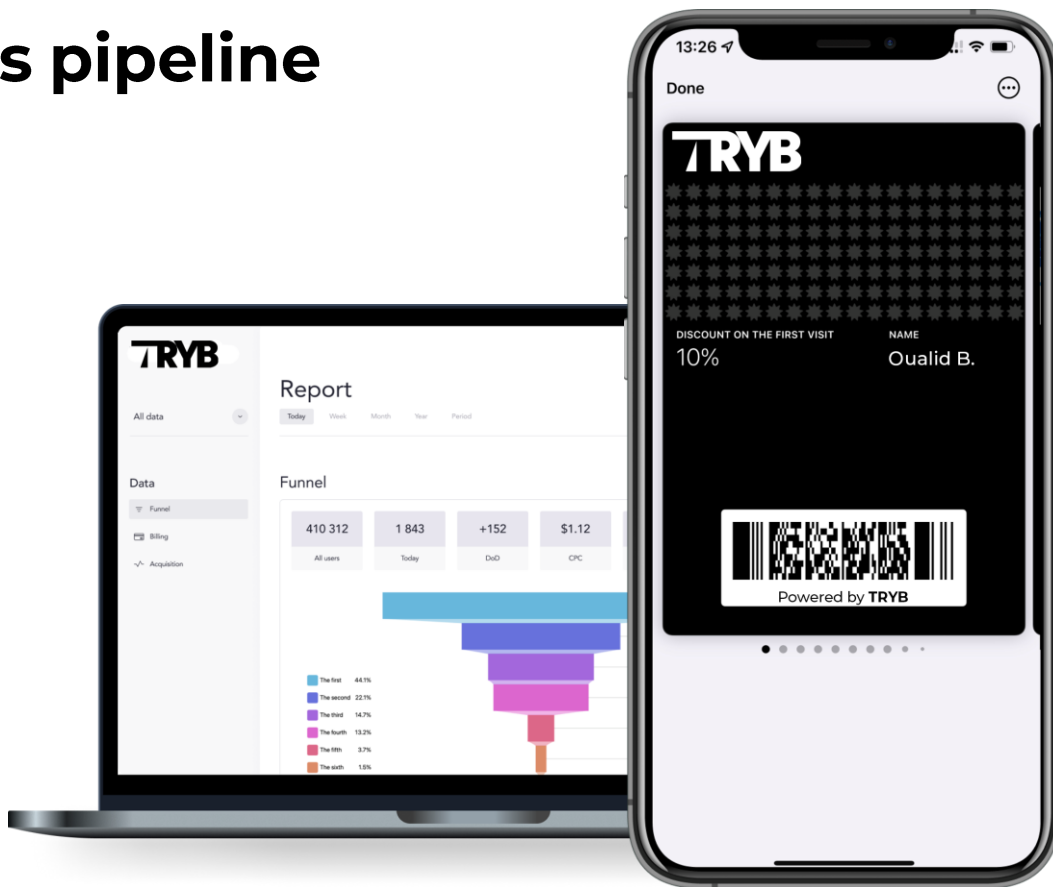 s pipeline
TRYB
All data
Data
Funnel
Billing
Acquisition
Report
Today Week Month Year Period
Funnel
410 312 1 843 +152 $1.12
All users Today DoD CPC
The first 44.1%
The second 22.1%
The third 14.7%
The fourth 13.2%
The fifth 3.7%
The sixth 1.5%
13:26
Done
TRYB
DISCOUNT ON THE FIRST VISIT NAME
10% Oualid B.
Powered by TRYB